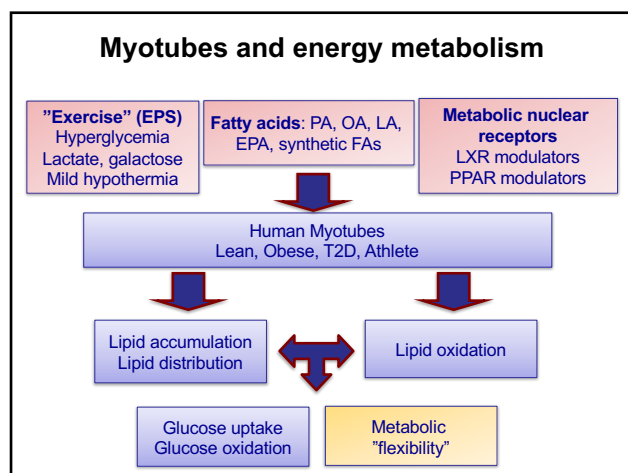 Myotubes and energy metabolism
”Exercise” (EPS)
Hyperglycemia
Lactate, galactose
Mild hypothermia
Fatty acids: PA, OA, LA,
EPA, synthetic FAs
Metabolic nuclear
receptors
LXR modulators
PPAR modulators
Human Myotubes
Lean, Obese, T2D, Athlete
Lipid accumulation
Lipid distribution
Lipid oxidation
Glucose uptake
Glucose oxidation
Metabolic
”flexibility”